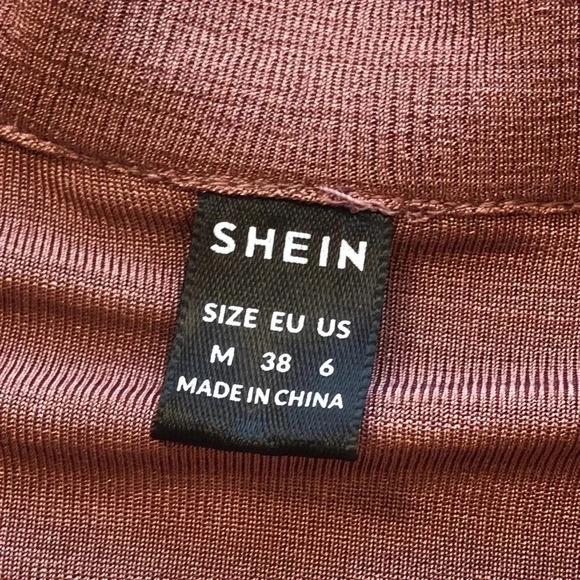 SHEIN
SIZE EU US
M 38 6
MADE IN CHINA